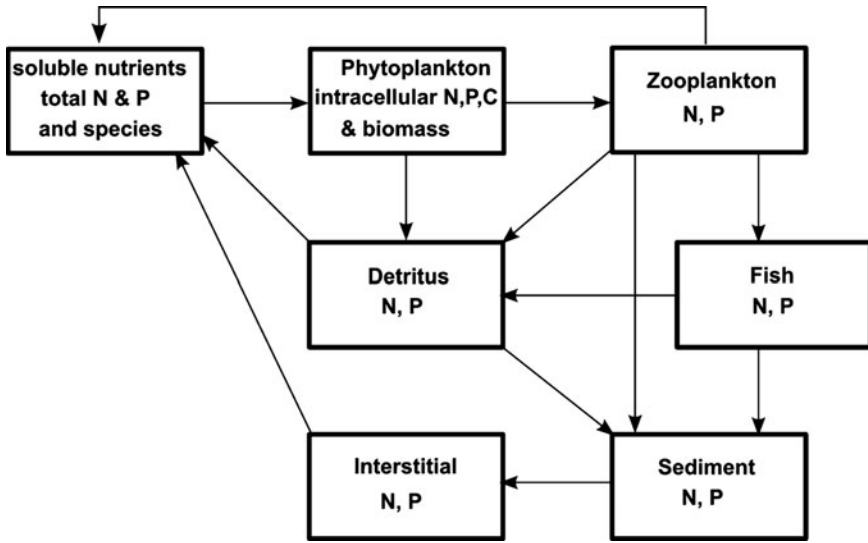 soluble nutrients
total N & P
and species
Phytoplankton
intracellular N,P,C
& biomass
Zooplankton
N, P
Detritus
N, P
Fish
N, P
Interstitial
N, P
Sediment
N, P